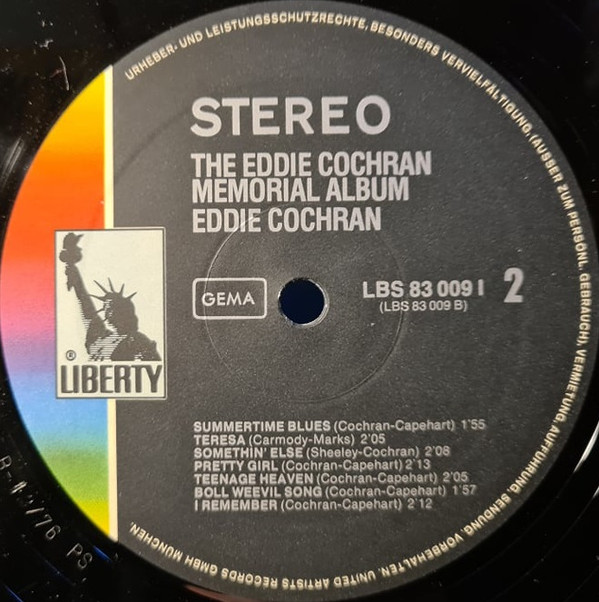 URHEBER- UND LEISTUNGSSCHUTZRECHTE, BESONDERS VERVIELFÄLTIGUNG, (AUSSER ZUM PERSÖNL. GEBRAUCH), VERMIETUNG, AUFFÜHRUNG, SENDUNG, VORBEHALTEN. UNITED ARTISTS RECORDS GMBH MÜNCHEN.
STEREO
THE EDDIE COCHRAN
MEMORIAL ALBUM
EDDIE COCHRAN
GEMA
LBS 83 009 I 2
(LBS 83 009 B)
®
LIBERTY
SUMMERTIME BLUES (Cochran-Capehart) 1'55
TERESA (Carmody-Marks) 2'05
SOMETHIN' ELSE (Sheeley-Cochran) 2'08
PRETTY GIRL (Cochran-Capehart) 2'13
TEENAGE HEAVEN (Cochran-Capehart) 2'05
BOLL WEEVIL SONG (Cochran-Capehart) 1'57
I REMEMBER (Cochran-Capehart) 2'12